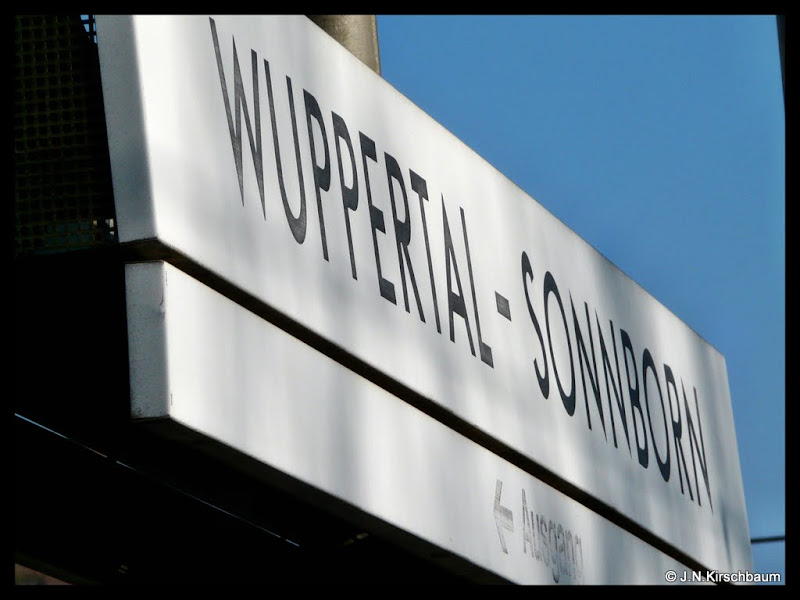 WUPPERTAL-SONNBORN
← Ausgang
© J.N.Kirschbaum